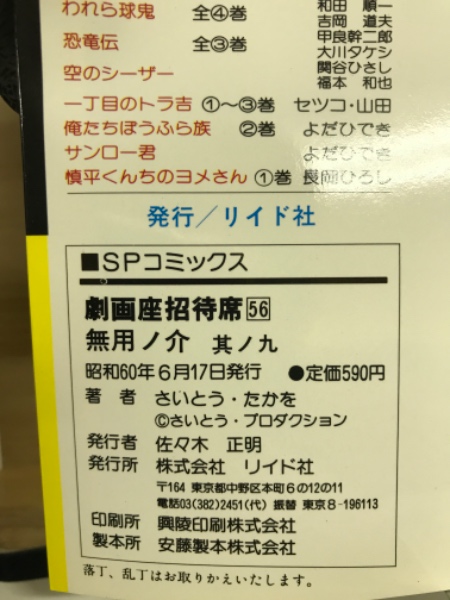 われら球鬼 全④巻 和田 順一
吉岡 道夫
恐竜伝 全③巻 甲良幹二郎
大川タケシ
空のシーザー 関谷ひさし
福本 和也
一丁目のトラ吉 ①〜③巻 セツコ・山田
俺たちぼうふら族 ②巻 よだひでき
サンロー君 よだひでき
慎平くんちのヨメさん ①巻 長岡ひろし
発行／リイド社
■SPコミックス
劇画座招待席56
無用ノ介 其ノ九
昭和60年6月17日発行 ●定価590円
著者 さいとう・たかを
©さいとう・プロダクション
発行者 佐々木 正明
発行所 株式会社 リイド社
〒164 東京都中野区本町6の12の11
電話03(382)2451(代) 振替 東京8-196113
印刷所 興陵印刷株式会社
製本所 安藤製本株式会社
落丁、乱丁はお取りかえいたします。